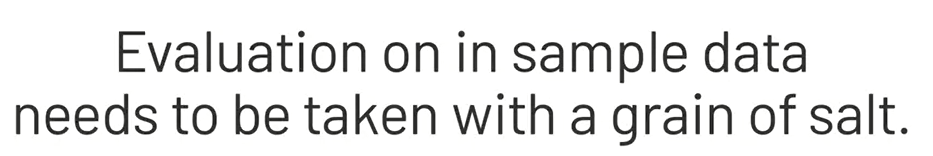 Evaluation on in sample data
needs to be taken with a grain of salt.